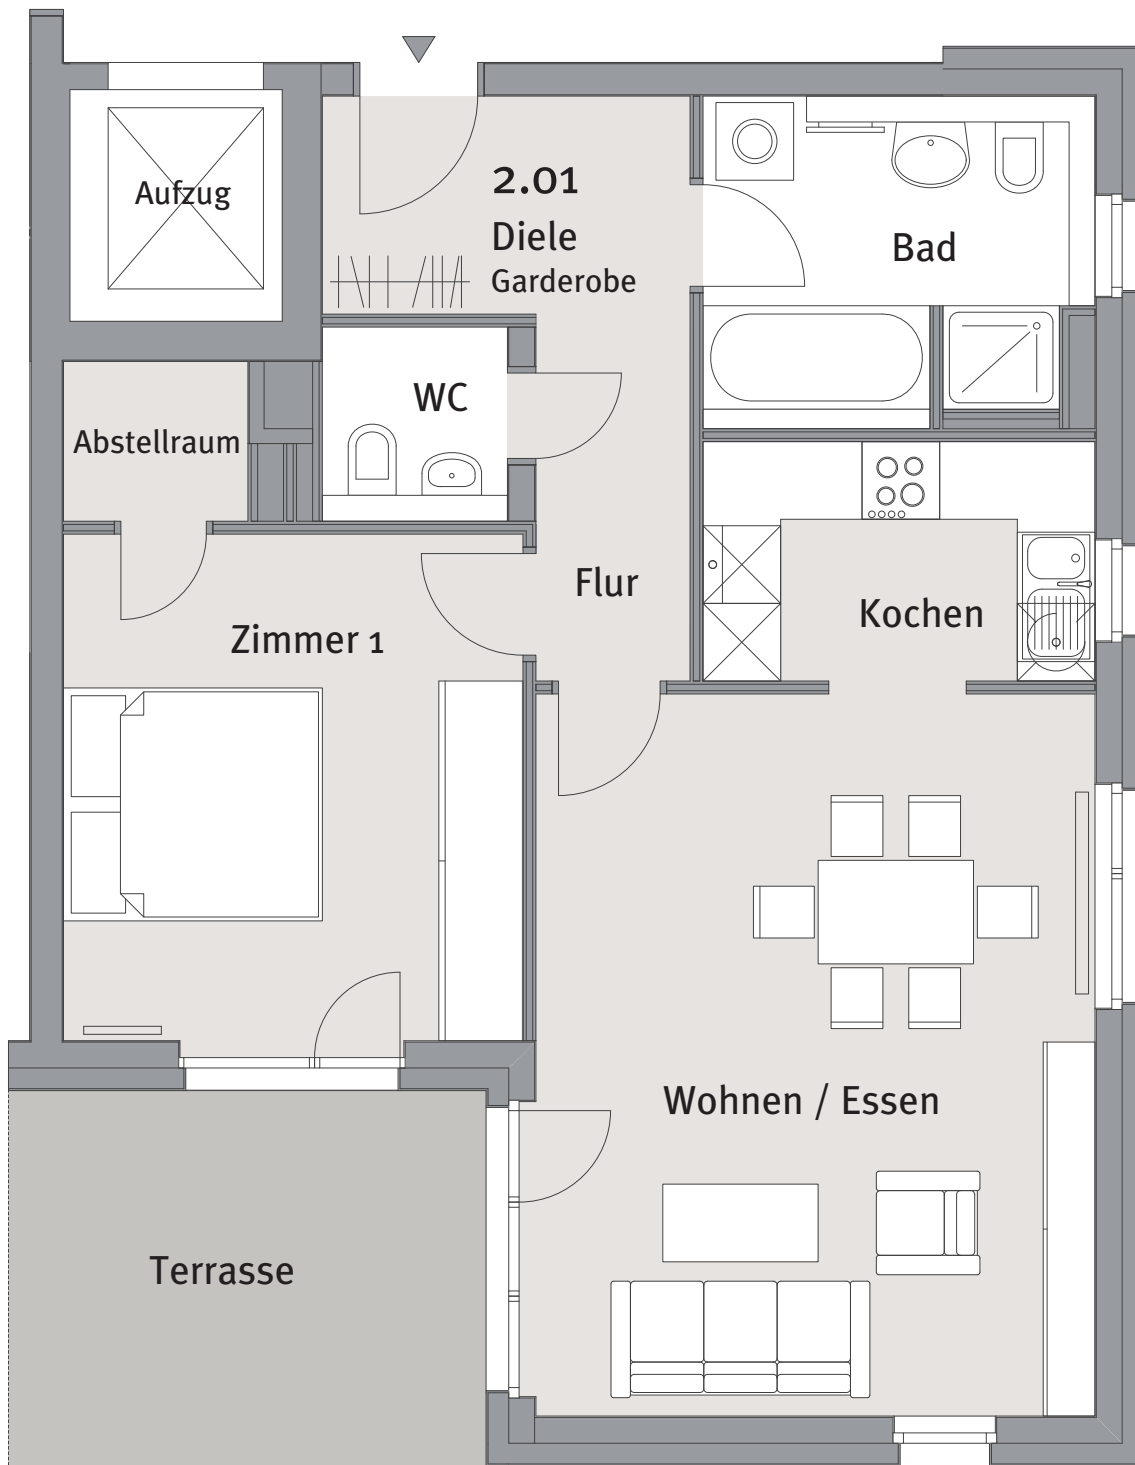 Aufzug
2.01
Diele
Garderobe
Bad
WC
Abstellraum
Flur
Kochen
Zimmer 1
Wohnen / Essen
Terrasse